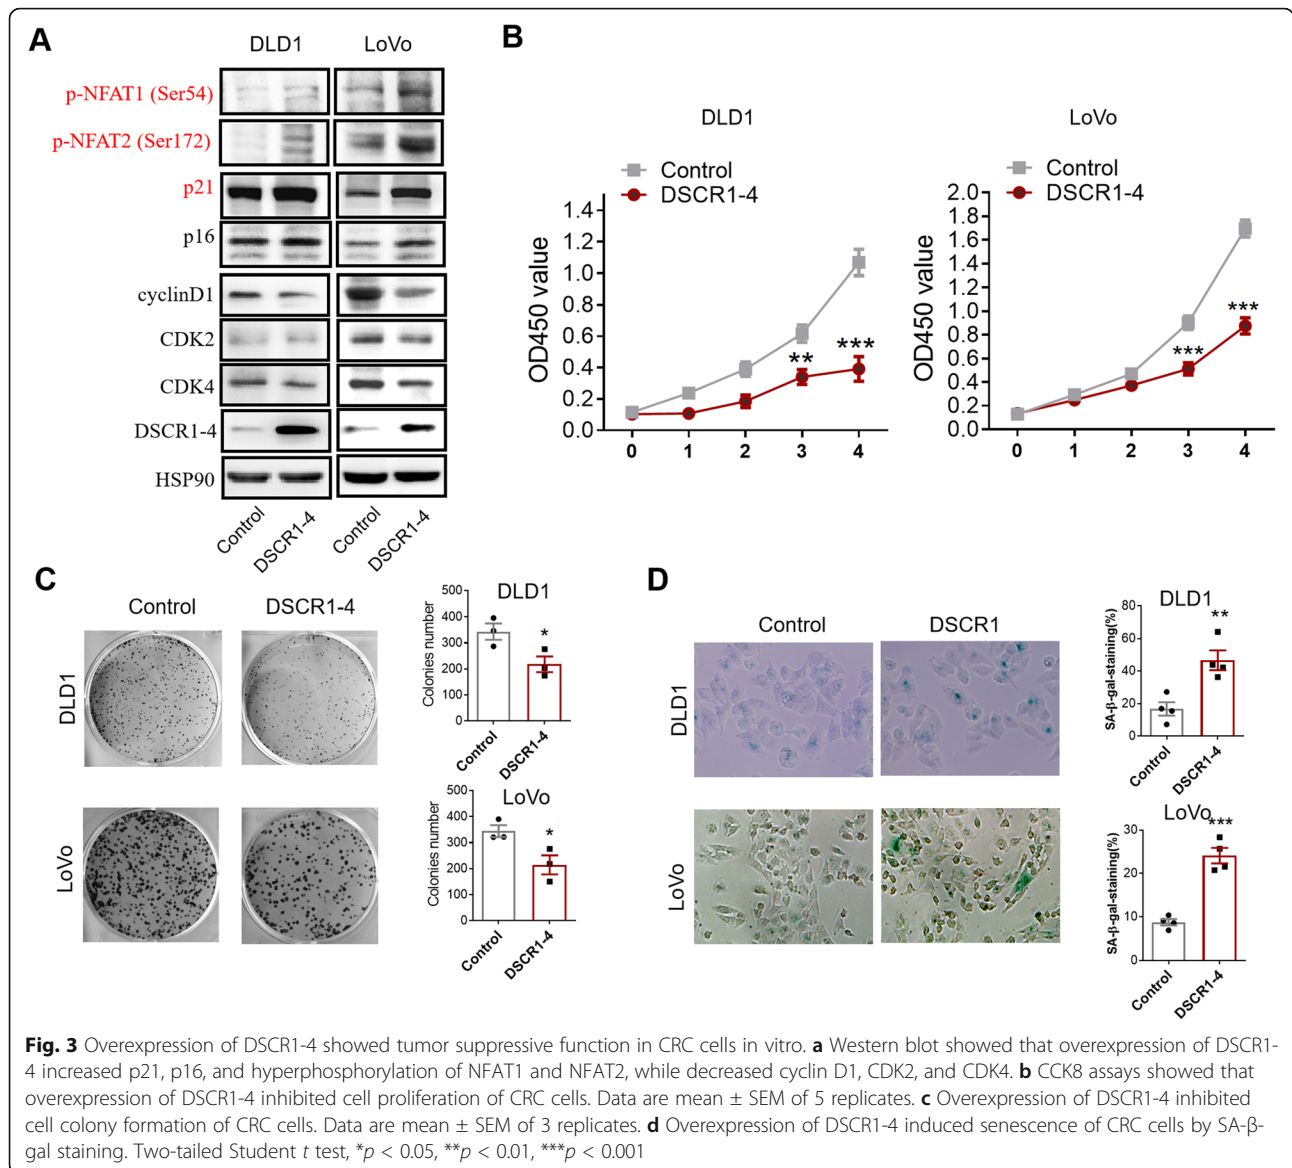 A
DLD1 LoVo
p-NFAT1 (Ser54)
p-NFAT2 (Ser172)
p21
p16
cyclinD1
CDK2
CDK4
DSCR1-4
HSP90
Control DSCR1-4 Control DSCR1-4
B
DLD1
Control
DSCR1-4
OD450 value
1.4
1.2
1.0
0.8
0.6
0.4
0.2
0.0
** ***
0 1 2 3 4
LoVo
Control
DSCR1-4
OD450 value
2.0
1.8
1.6
1.4
1.2
1.0
0.8
0.6
0.4
0.2
0.0
*** ***
0 1 2 3 4
C
Control DSCR1-4
DLD1
LoVo
DLD1
Colonies number
500
400
300
200
100
0
*
Control DSCR1-4
LoVo
Colonies number
500
400
300
200
100
0
*
Control DSCR1-4
D
Control DSCR1
DLD1
LoVo
DLD1
SA-β-gal-staining(%)
80
60
40
20
0
**
Control DSCR1-4
LoVo
SA-β-gal-staining(%)
30
20
10
0
***
Control DSCR1-4
Fig. 3 Overexpression of DSCR1-4 showed tumor suppressive function in CRC cells in vitro. a Western blot showed that overexpression of DSCR1-
4 increased p21, p16, and hyperphosphorylation of NFAT1 and NFAT2, while decreased cyclin D1, CDK2, and CDK4. b CCK8 assays showed that
overexpression of DSCR1-4 inhibited cell proliferation of CRC cells. Data are mean ± SEM of 5 replicates. c Overexpression of DSCR1-4 inhibited
cell colony formation of CRC cells. Data are mean ± SEM of 3 replicates. d Overexpression of DSCR1-4 induced senescence of CRC cells by SA-β-
gal staining. Two-tailed Student t test, *p < 0.05, **p < 0.01, ***p < 0.001